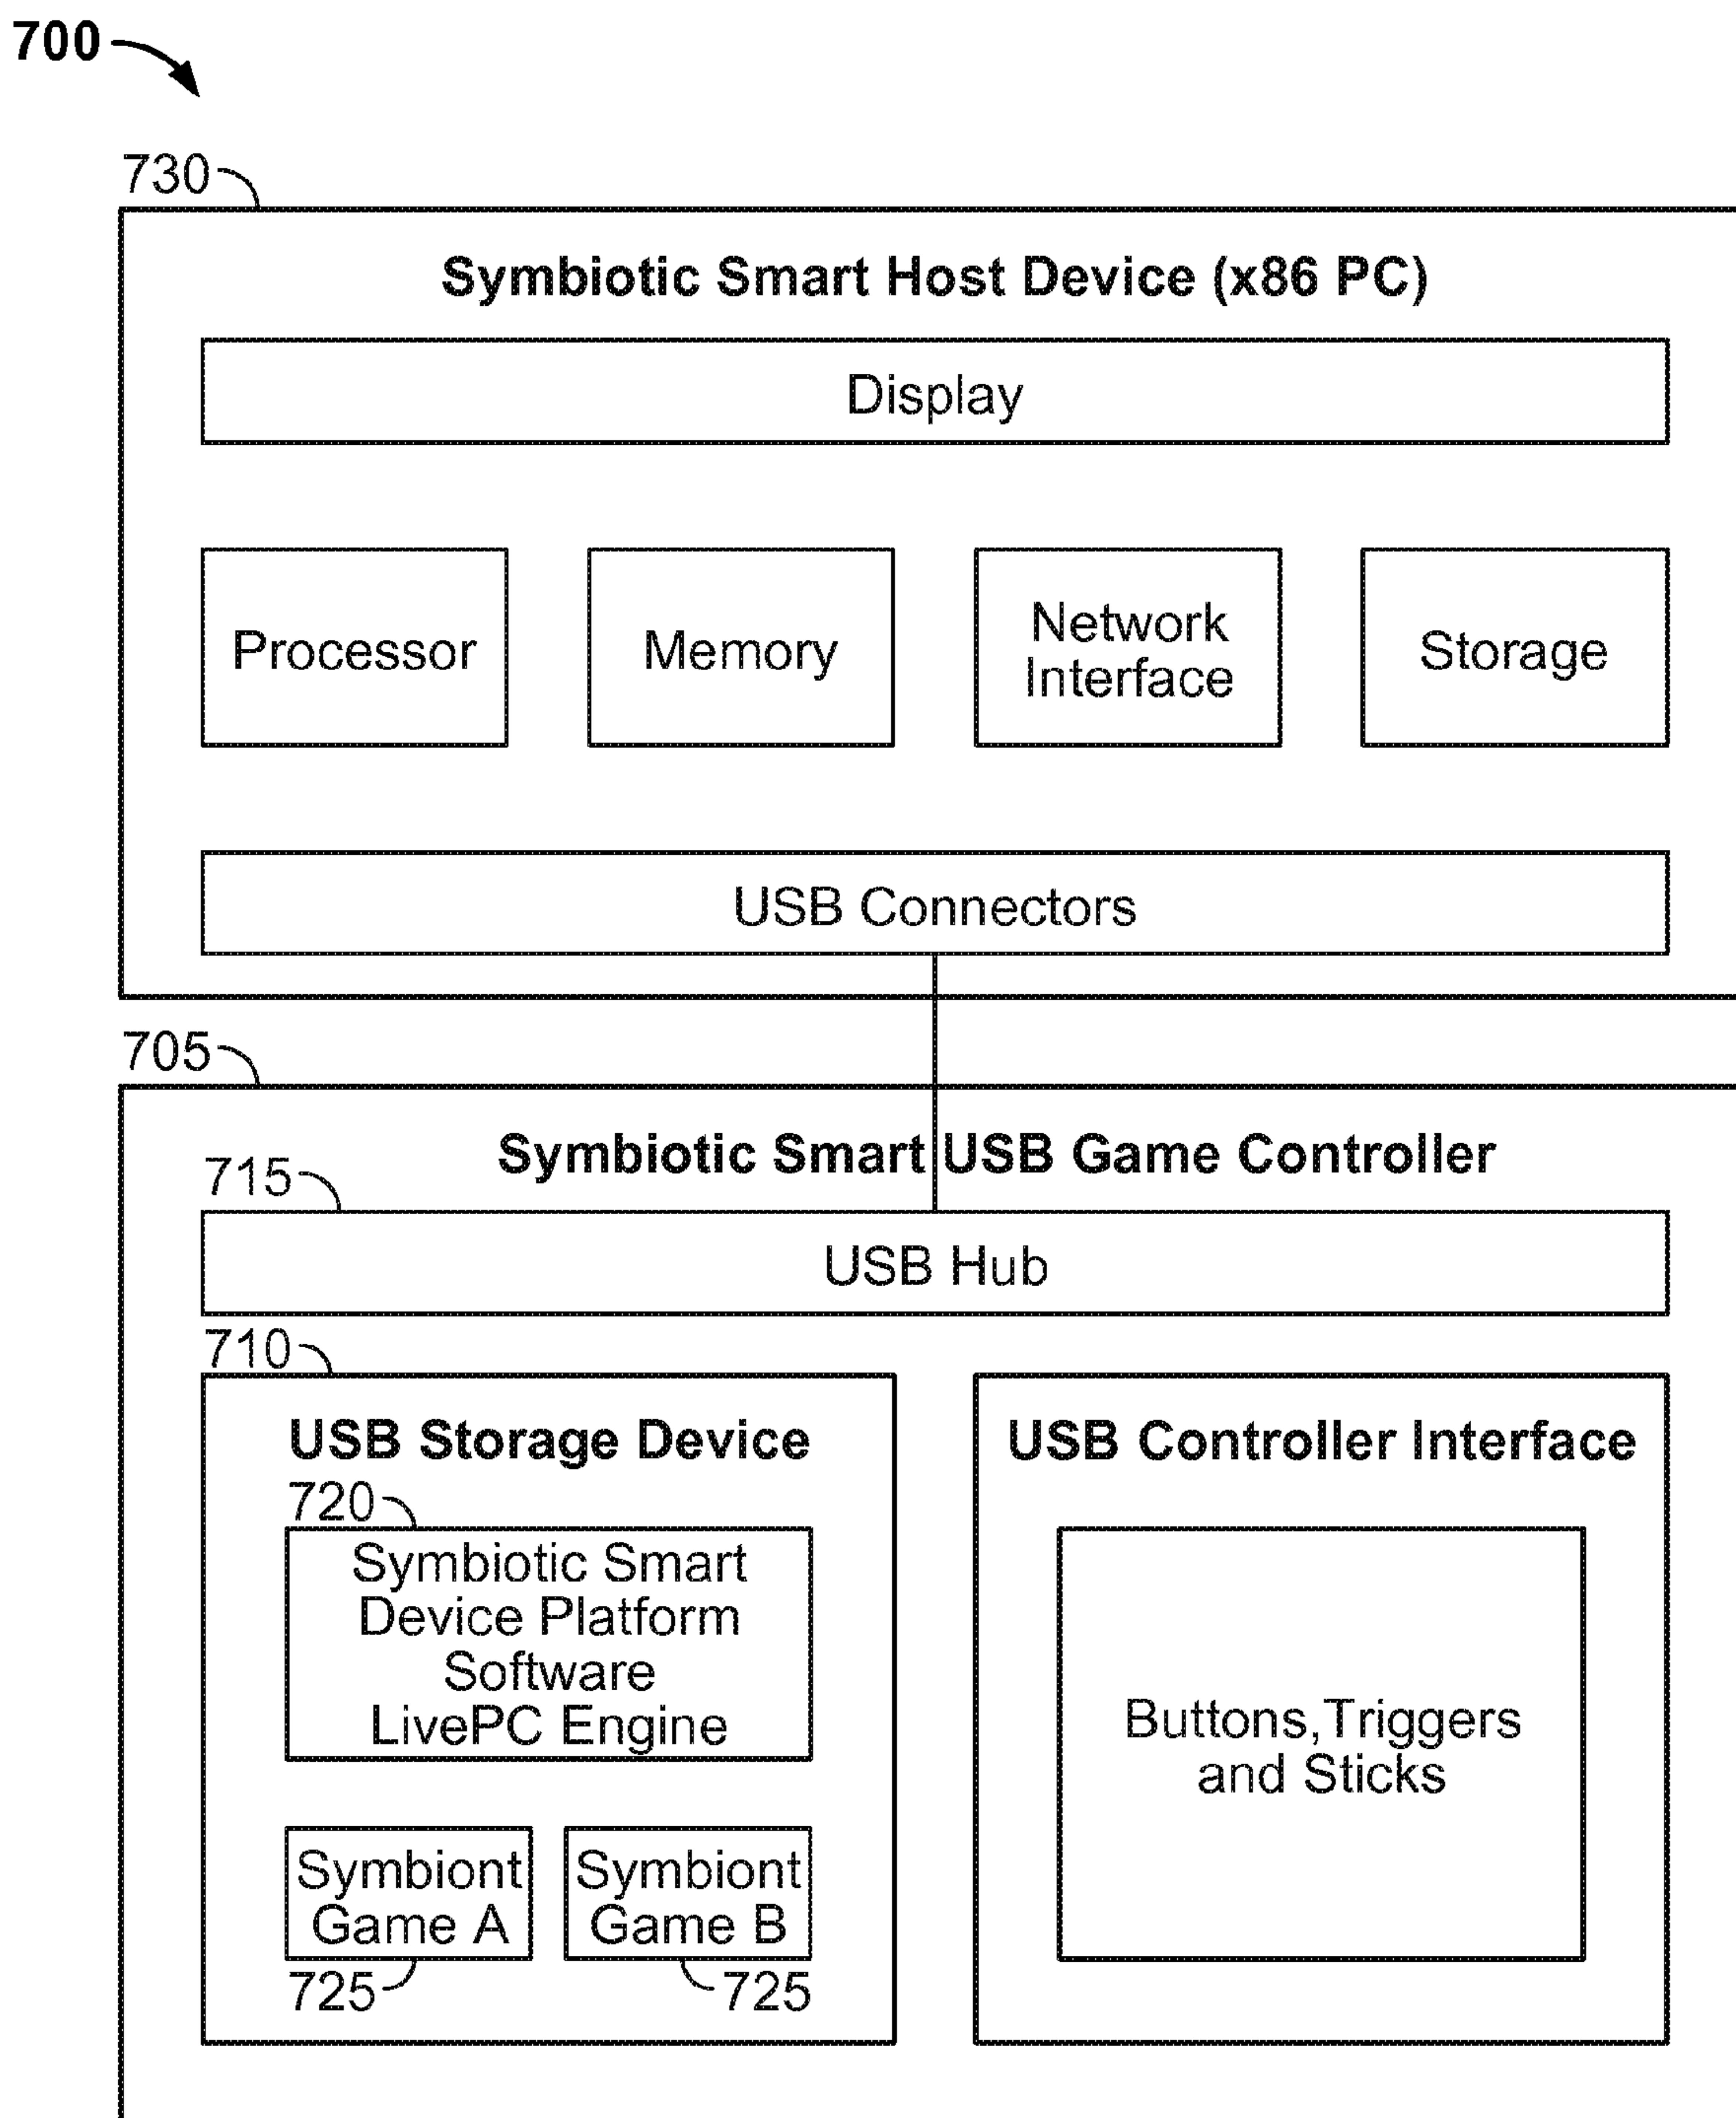 700
730
Symbiotic Smart Host Device (x86 PC)
Display
Processor
Memory
Network
Interface
Storage
USB Connectors
705
Symbiotic Smart USB Game Controller
715
USB Hub
710
USB Storage Device
720
Symbiotic Smart
Device Platform
Software
LivePC Engine
Symbiont
Game A
725
Symbiont
Game B
725
USB Controller Interface
Buttons,Triggers
and Sticks